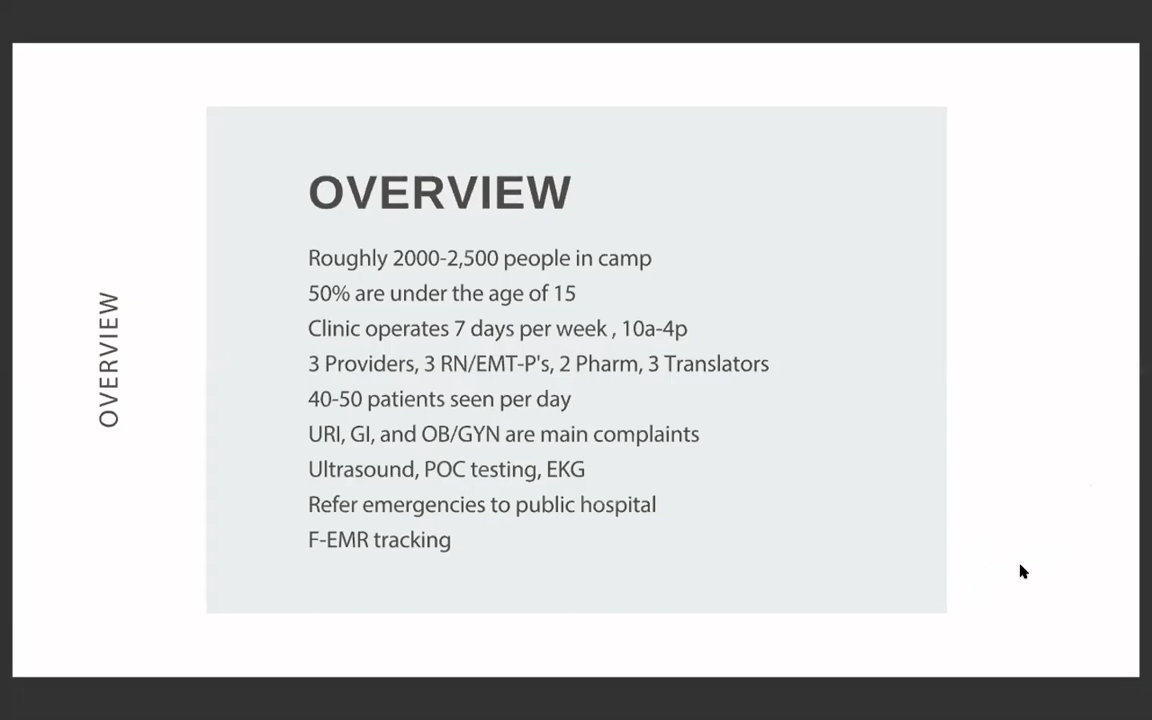 OVERVIEW
OVERVIEW
Roughly 2000-2,500 people in camp
50% are under the age of 15
Clinic operates 7 days per week , 10a-4p
3 Providers, 3 RN/EMT-P's, 2 Pharm, 3 Translators
40-50 patients seen per day
URI, GI, and OB/GYN are main complaints
Ultrasound, POC testing, EKG
Refer emergencies to public hospital
F-EMR tracking